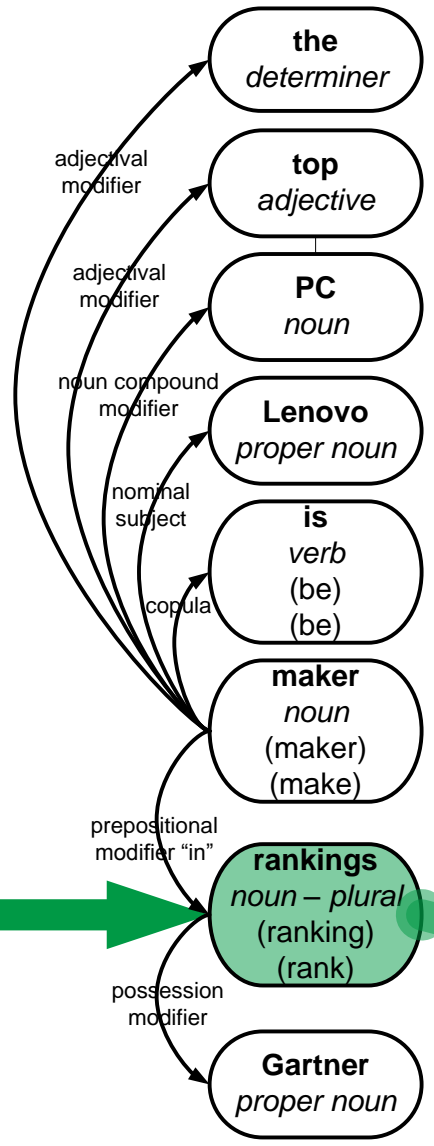 the
determiner
adjectival
modifier
top
adjective
adjectival
modifier
PC
noun
noun compound
modifier
Lenovo
proper noun
nominal
subject
is
verb
(be)
(be)
copula
maker
noun
(maker)
(make)
prepositional
modifier “in”
rankings
noun – plural
(ranking)
(rank)
possession
modifier
Gartner
proper noun